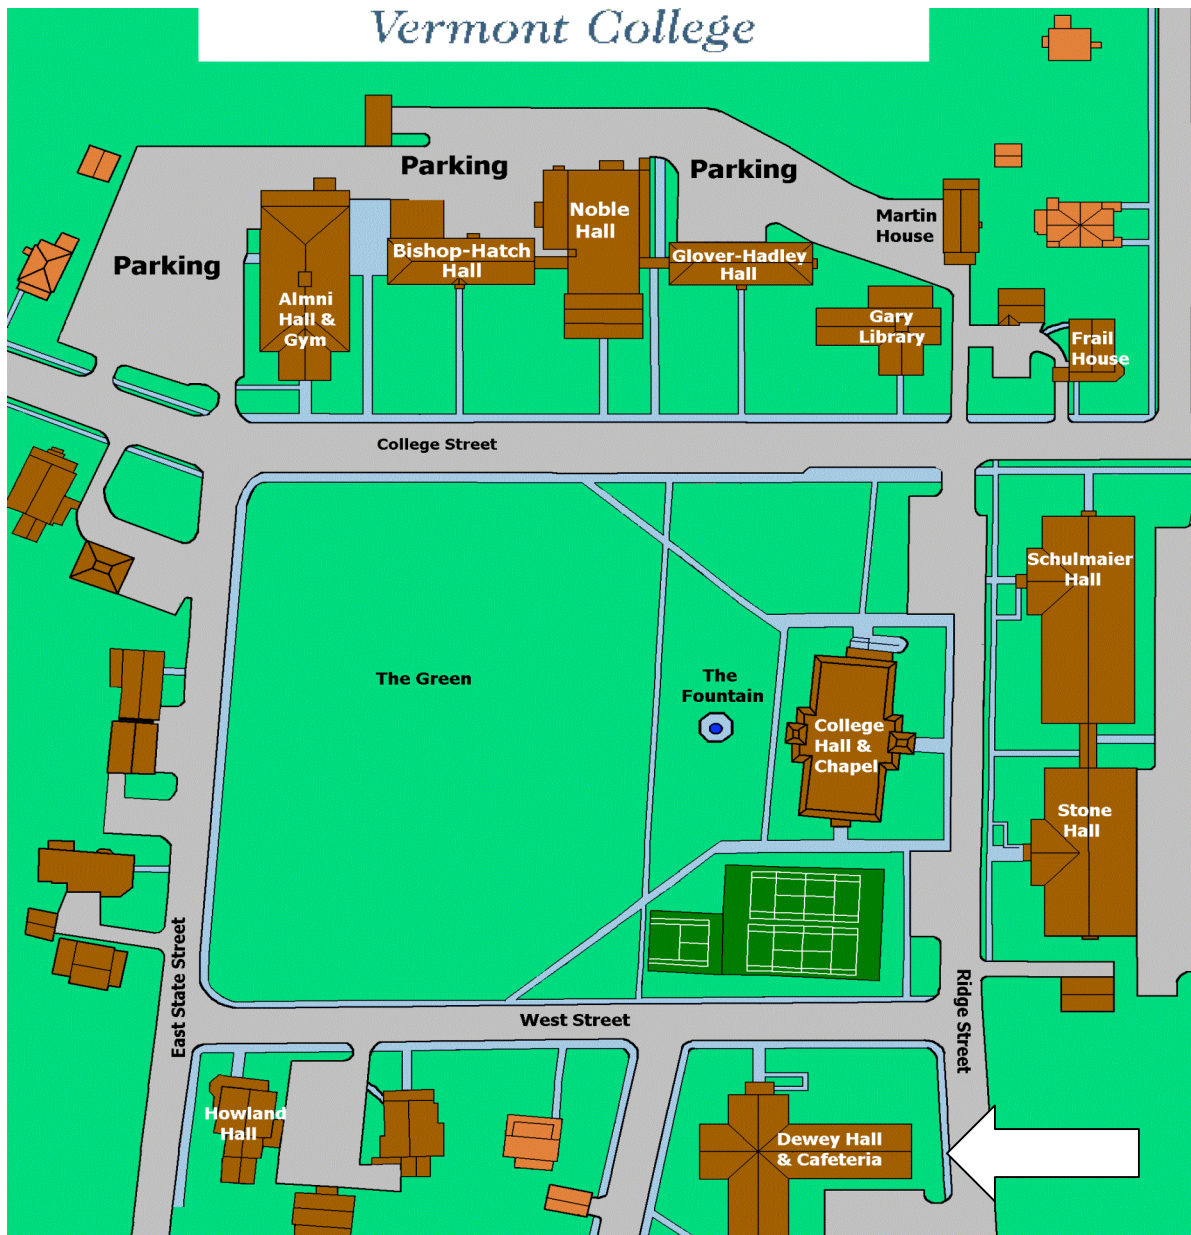 Vermont College
Parking
Parking
Noble
Hall
Martin
House
Bishop-Hatch
Hall
Glover-Hadley
Hall
Parking
Almni
Hall &
Gym
Gary
Library
Frail
House
College Street
Schulmaier
Hall
The Green
The
Fountain
College
Hall &
Chapel
Stone
Hall
East State Street
Ridge Street
West Street
Howland
Hall
Dewey Hall
& Cafeteria